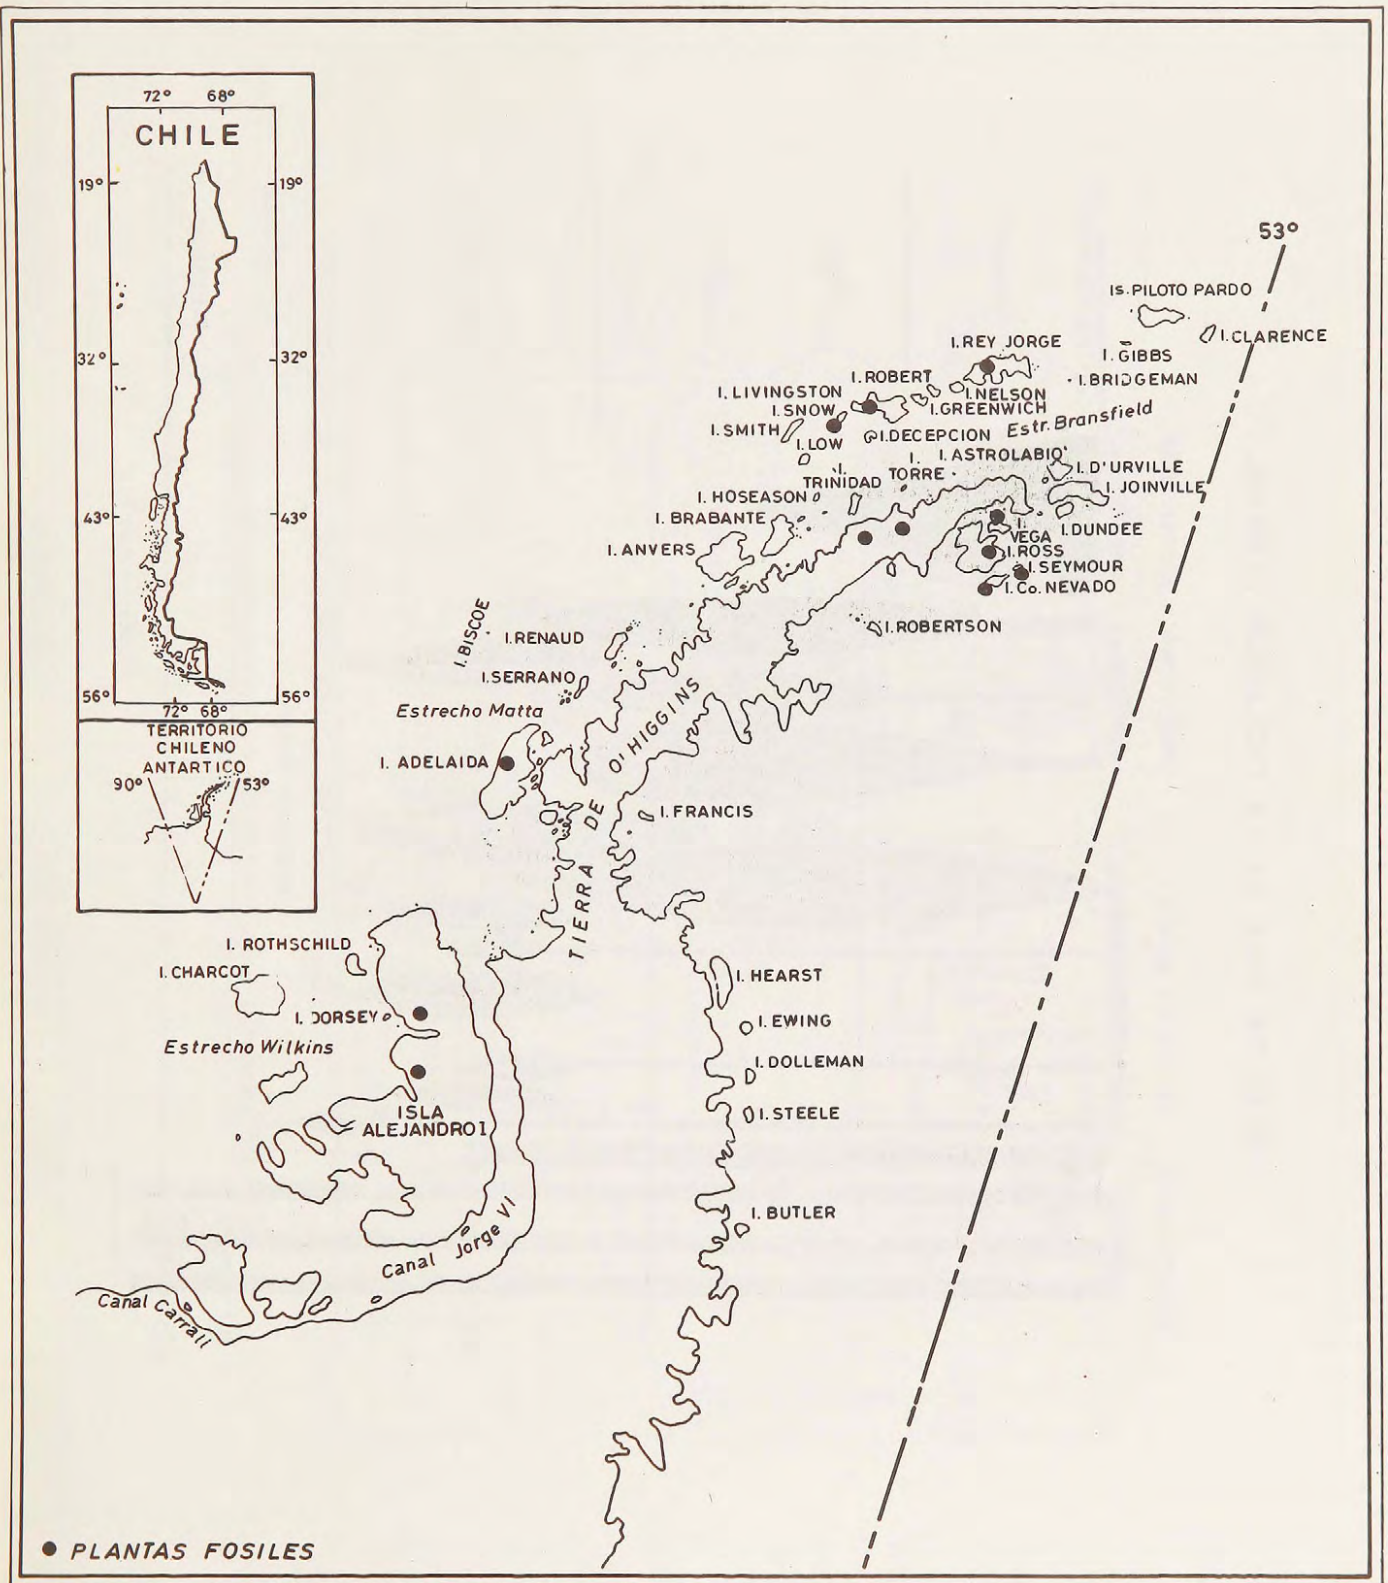 72° 68°
CHILE
19° 19°
32° 32°
43° 43°
56° 56°
72° 68°
TERRITORIO
CHILENO
ANTARTICO
90° 53°
53°
Is. PILOTO PARDO
I. CLARENCE
I. GIBBS
I. BRIDGEMAN
I. REY JORGE
I. ROBERT
I. NELSON
I. LIVINGSTON
I. GREENWICH
I. SNOW
I. SMITH
I. DECEPCION
Estr. Bransfield
I. LOW
I. ASTROLABIO
I. D'URVILLE
I. JOINVILLE
I.
TRINIDAD
I.
TORRE
I. HOSEASON
I. BRABANTE
I. DUNDEE
I.
VEGA
I. ANVERS
I. ROSS
I. SEYMOUR
I. Co. NEVADO
I. ROBERTSON
I. BISCOE
I. RENAUD
I. SERRANO
Estrecho Matta
I. ADELAIDA
TIERRA DE O'HIGGINS
I. FRANCIS
I. ROTHSCHILD
I. CHARCOT
I. HEARST
I. DORSEY
I. EWING
Estrecho Wilkins
I. DOLLEMAN
ISLA
ALEJANDRO I
I. STEELE
I. BUTLER
Canal Jorge VI
Canal Carrali
PLANTAS FOSILES